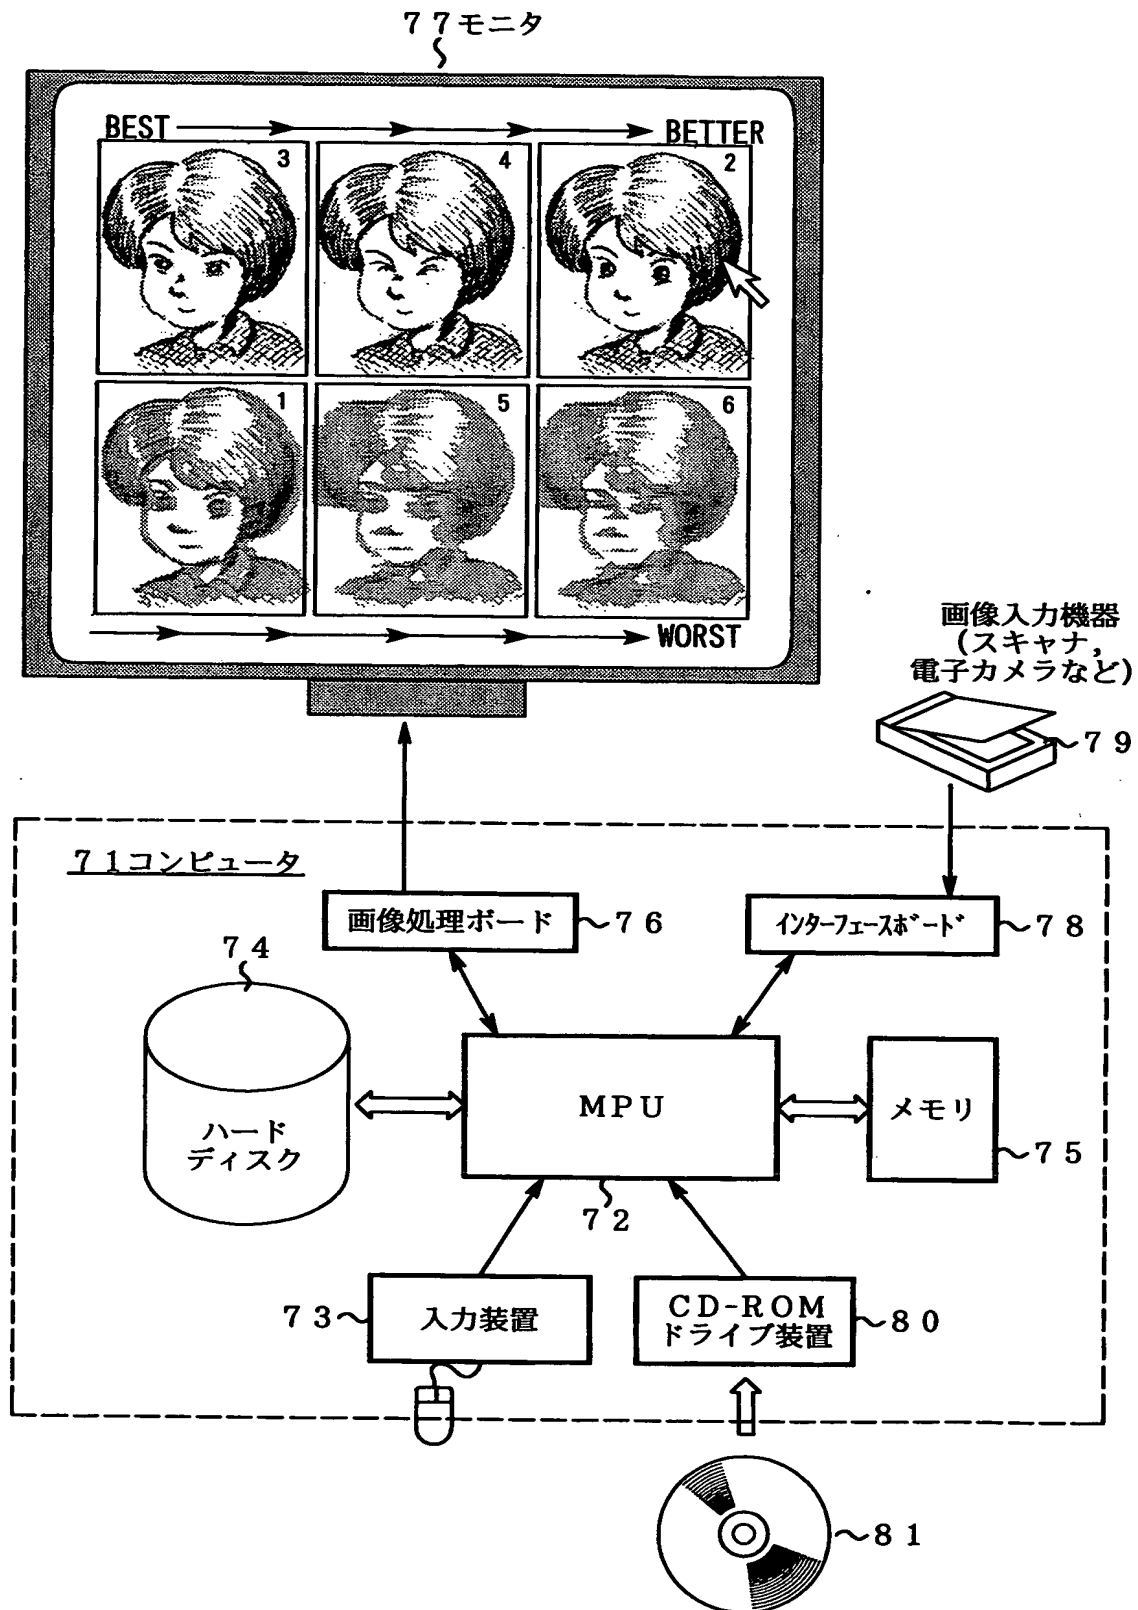 77モニタ
BEST
BETTER
3
4
2
1
5
6
WORST
画像入力機器
(スキャナ,
電子カメラなど)
79
71コンピュータ
画像処理ボード
76
インターフェースボード
78
74
ハード
ディスク
MPU
72
メモリ
75
73
入力装置
CD-ROM
ドライブ装置
80
81